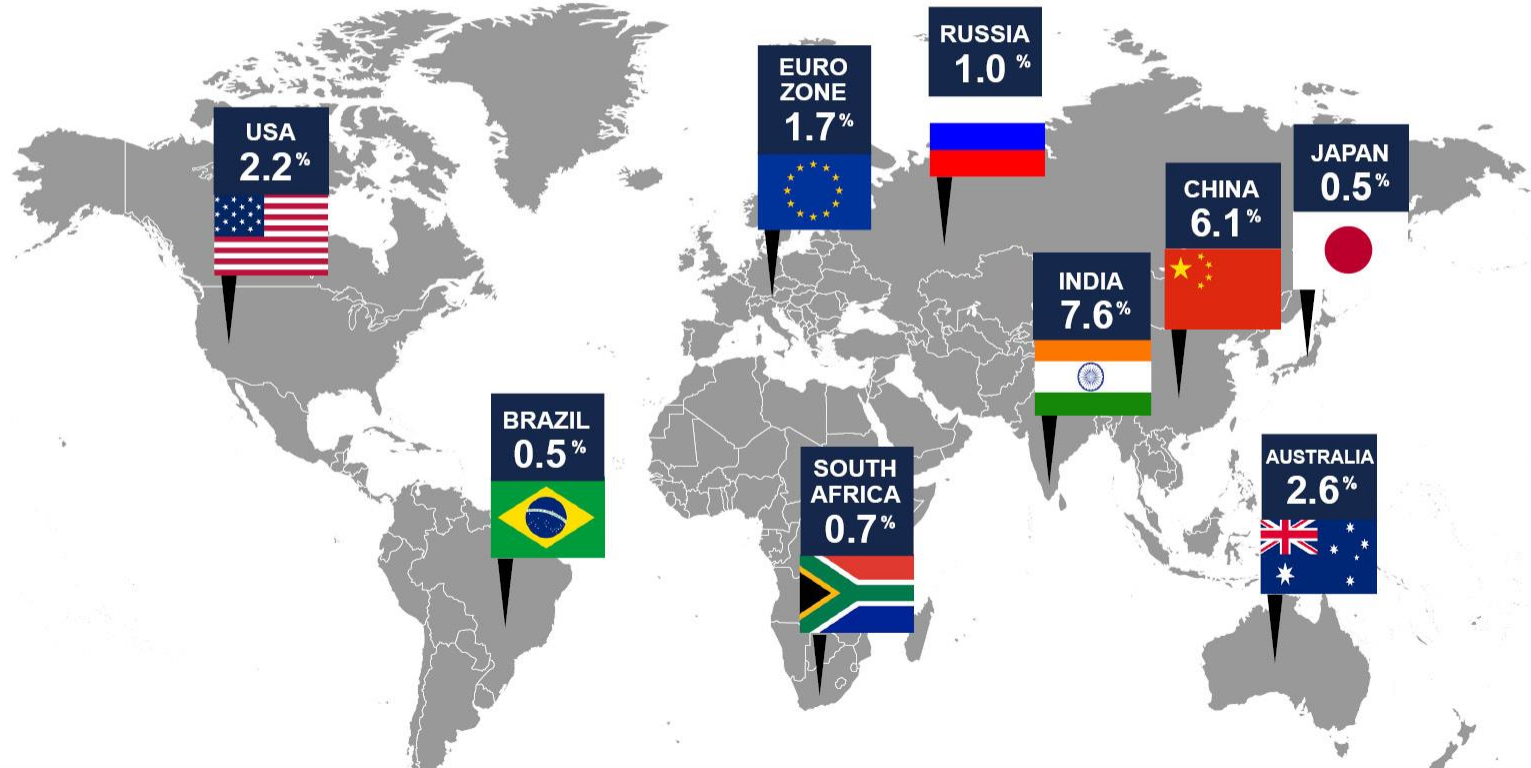 RUSSIA
1.0 %
EURO
ZONE
1.7%
USA
2.2%
JAPAN
0.5%
CHINA
6.1%
INDIA
7.6%
BRAZIL
0.5%
SOUTH
AFRICA
0.7%
AUSTRALIA
2.6%